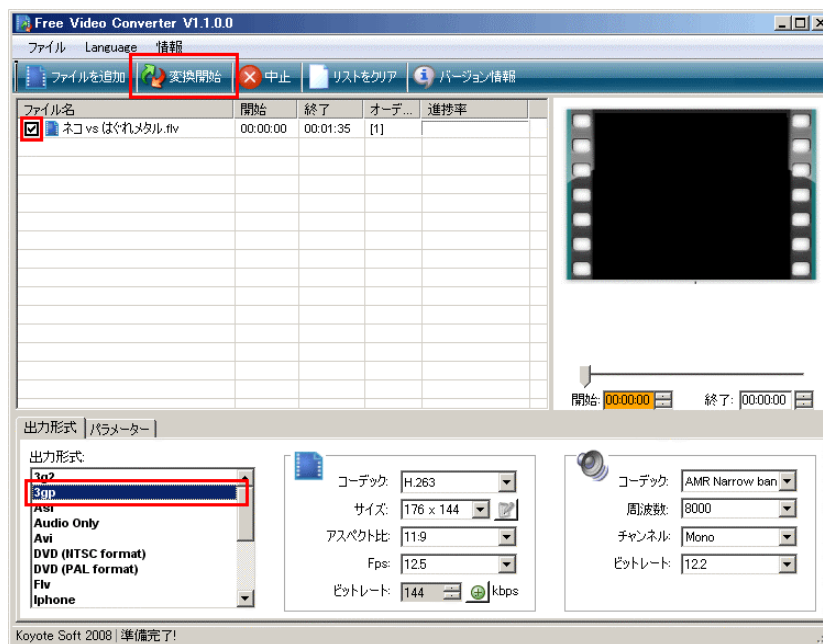 Free Video Converter V1.1.0.0
ファイル Language 情報
ファイルを追加 変換開始 中止 リストをクリア バージョン情報
ファイル名 開始 終了 オーデ... 進捗率
ネコ vs はぐれメタル.flv 00:00:00 00:01:35 [1]
開始: 00:00:00 終了: 00:00:00
出力形式 パラメーター
出力形式:
3g2
3gp
Asf
Audio Only
Avi
DVD (NTSC format)
DVD (PAL format)
Flv
Iphone
コーデック: H.263
サイズ: 176 x 144
アスペクト比: 11:9
Fps: 12.5
ビットレート: 144 kbps
コーデック: AMR Narrow ban
周波数: 8000
チャンネル: Mono
ビットレート: 12.2
Koyote Soft 2008 | 準備完了!